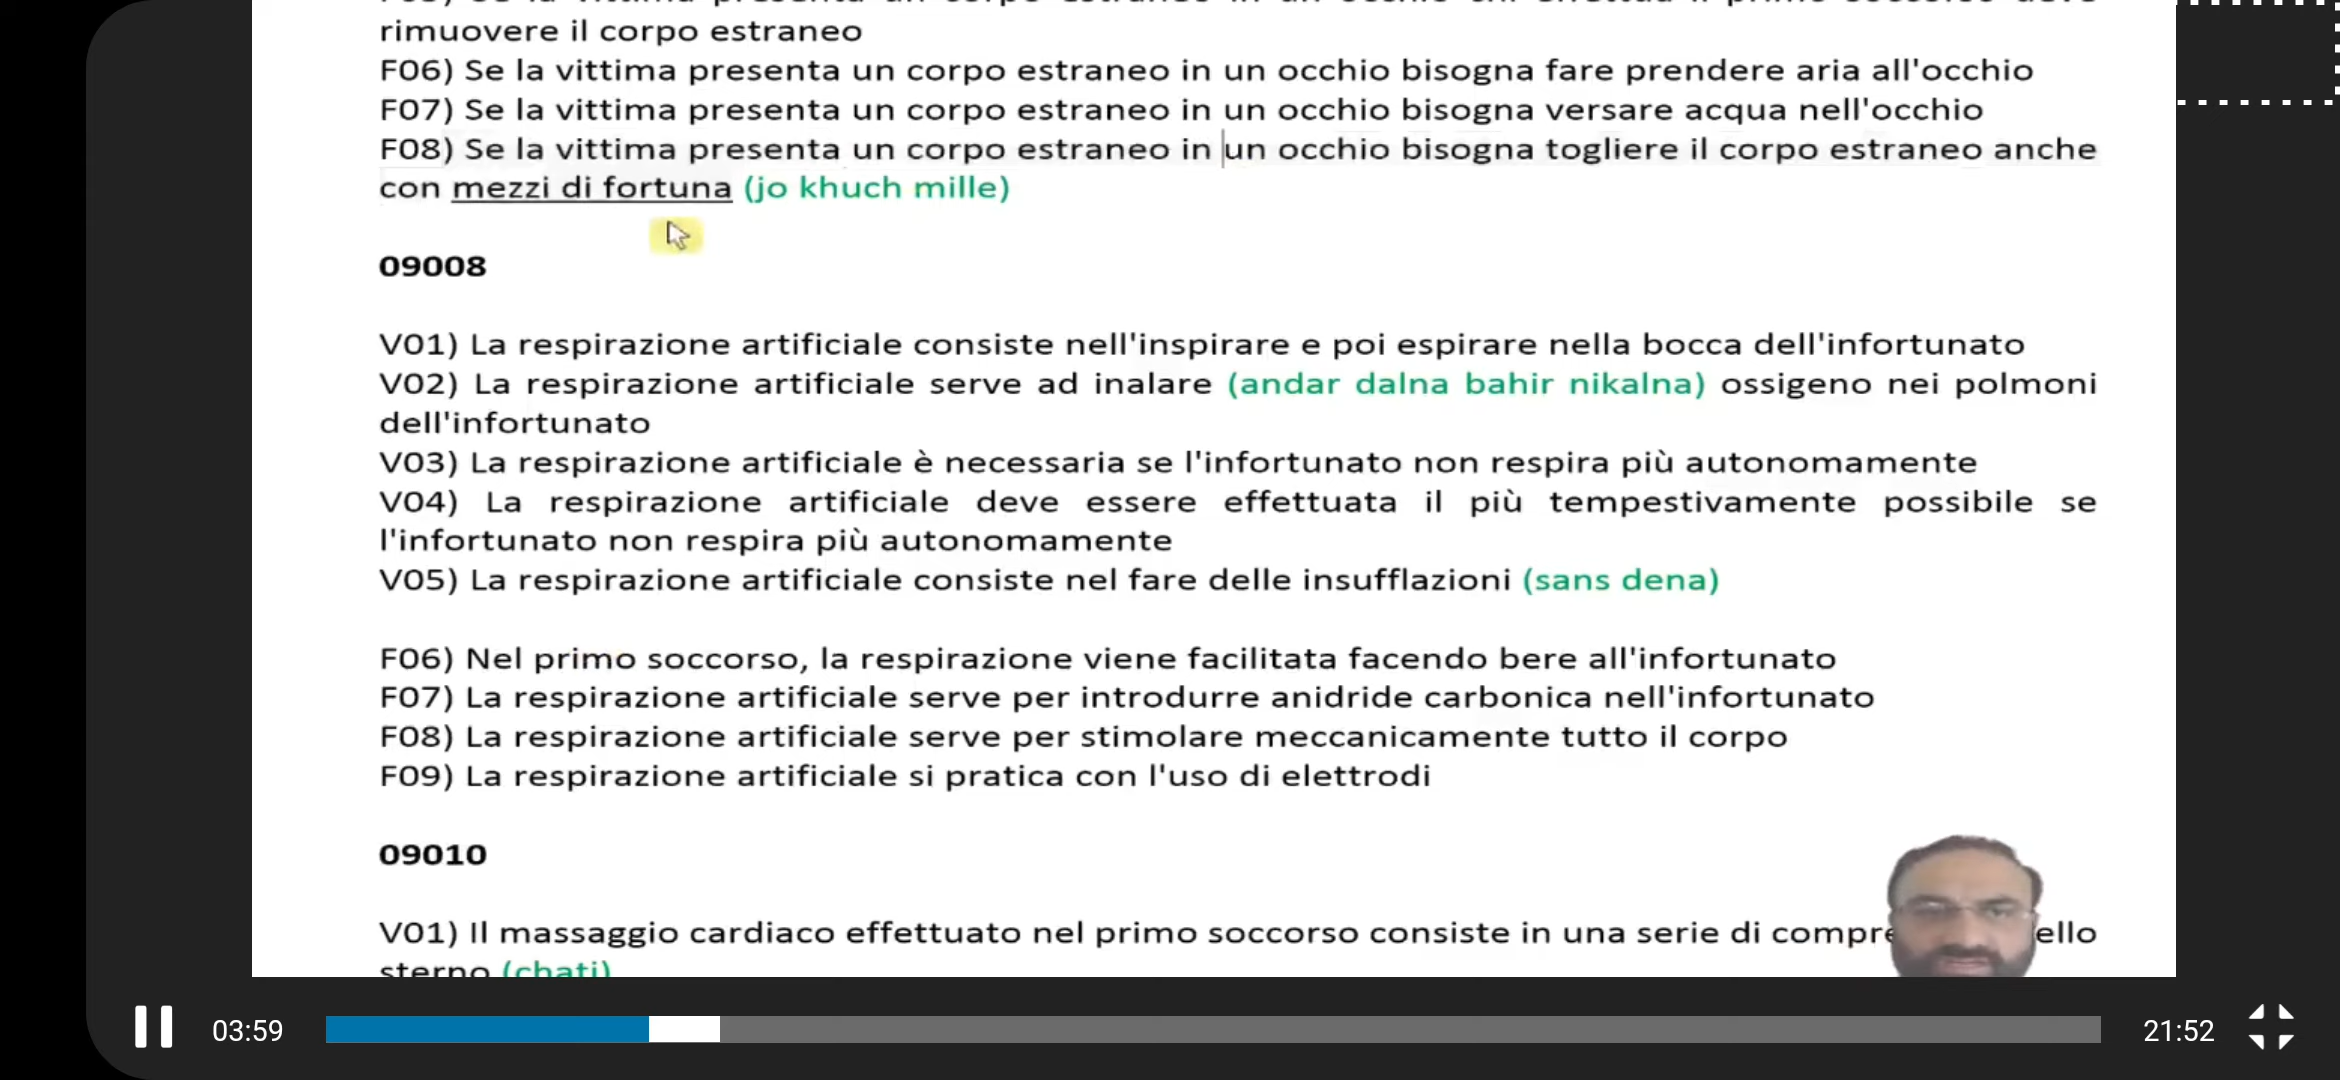 rimuovere il corpo estraneo
F06) Se la vittima presenta un corpo estraneo in un occhio bisogna fare prendere aria all'occhio
F07) Se la vittima presenta un corpo estraneo in un occhio bisogna versare acqua nell'occhio
F08) Se la vittima presenta un corpo estraneo in un occhio bisogna togliere il corpo estraneo anche
con mezzi di fortuna (jo khuch mille)
09008
V01) La respirazione artificiale consiste nell'inspirare e poi espirare nella bocca dell'infortunato
V02) La respirazione artificiale serve ad inalare (andar dalna bahir nikalna) ossigeno nei polmoni
dell'infortunato
V03) La respirazione artificiale è necessaria se l'infortunato non respira più autonomamente
V04) La respirazione artificiale deve essere effettuata il più tempestivamente possibile se
l'infortunato non respira più autonomamente
V05) La respirazione artificiale consiste nel fare delle insufflazioni (sans dena)
F06) Nel primo soccorso, la respirazione viene facilitata facendo bere all'infortunato
F07) La respirazione artificiale serve per introdurre anidride carbonica nell'infortunato
F08) La respirazione artificiale serve per stimolare meccanicamente tutto il corpo
F09) La respirazione artificiale si pratica con l'uso di elettrodi
09010
V01) Il massaggio cardiaco effettuato nel primo soccorso consiste in una serie di compre ello
sterno (chati)
03:59
21:52